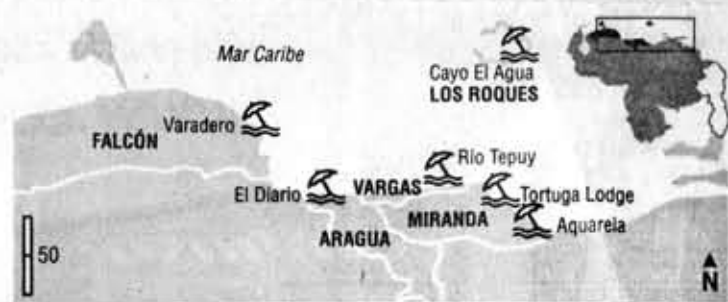 Mar Caribe
Cayo El Agua
LOS ROQUES
Varadero
FALCÓN
Río Tepuy
El Diario
VARGAS
Tortuga Lodge
MIRANDA
Aquarela
ARAGUA
50
N